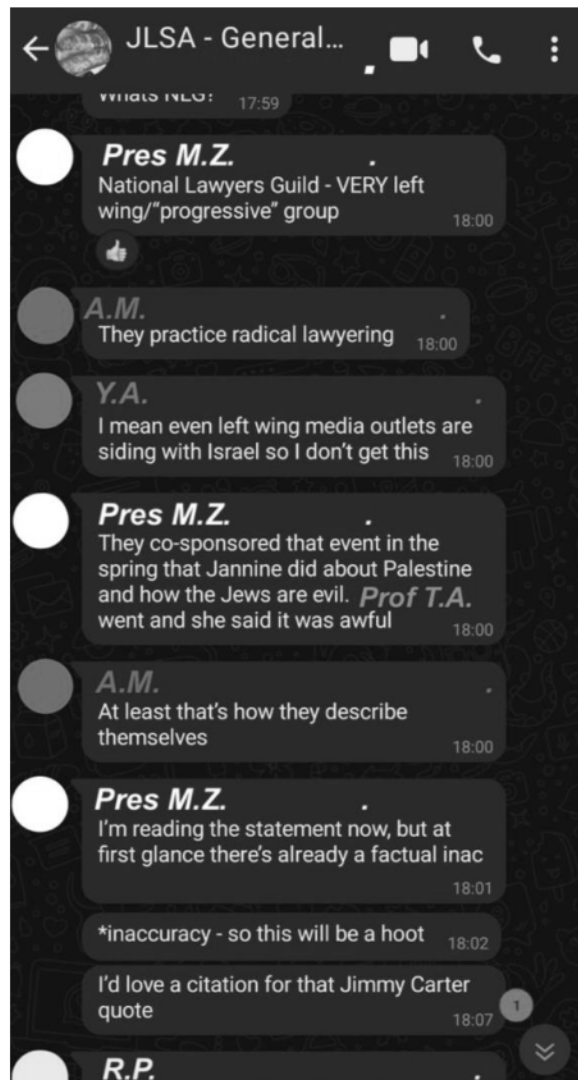 JLSA - General...
Whats NLG? 17:59
Pres M.Z.
National Lawyers Guild - VERY left
wing/“progressive” group
18:00
A.M.
They practice radical lawyering 18:00
Y.A.
I mean even left wing media outlets are
siding with Israel so I don’t get this
18:00
Pres M.Z.
They co-sponsored that event in the
spring that Jannine did about Palestine
and how the Jews are evil. Prof T.A.
went and she said it was awful
18:00
A.M.
At least that’s how they describe
themselves
18:00
Pres M.Z.
I’m reading the statement now, but at
first glance there’s already a factual inac
18:01
*inaccuracy - so this will be a hoot 18:02
I’d love a citation for that Jimmy Carter
quote
18:07
1
R.P.